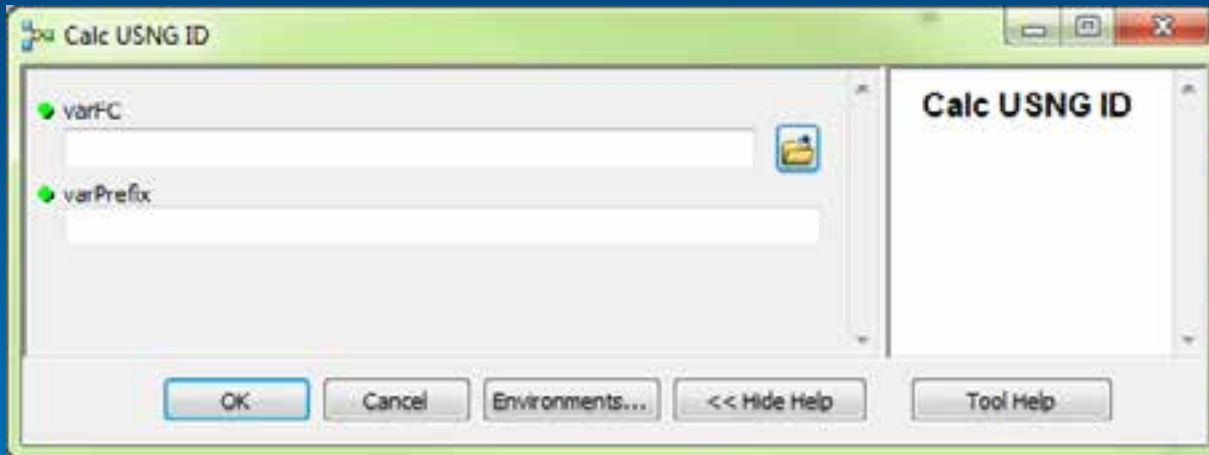 Calc USNG ID
varFC
varPrefix
Calc USNG ID
OK
Cancel
Environments...
<< Hide Help
Tool Help